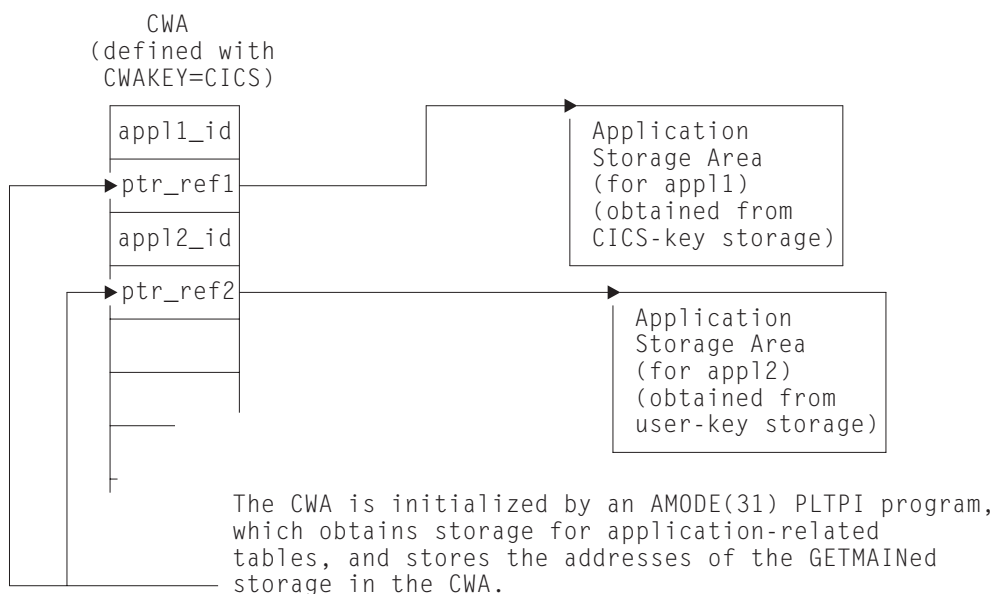 CWA
(defined with
CWAKEY=CICS)
appl1_id
ptr_ref1
appl2_id
ptr_ref2
Application
Storage Area
(for appl1)
(obtained from
CICS-key storage)
Application
Storage Area
(for appl2)
(obtained from
user-key storage)
The CWA is initialized by an AMODE(31) PLTPI program,
which obtains storage for application-related
tables, and stores the addresses of the GETMAINed
storage in the CWA.